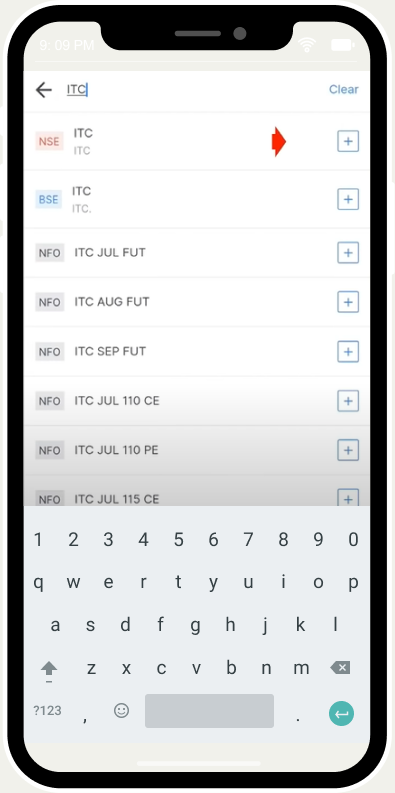 9: 09 PM
ITC Clear
NSE ITC
ITC
BSE ITC
ITC.
NFO ITC JUL FUT
NFO ITC AUG FUT
NFO ITC SEP FUT
NFO ITC JUL 110 CE
NFO ITC JUL 110 PE
NFO ITC JUL 115 CE
1 2 3 4 5 6 7 8 9 0
q w e r t y u i o p
a s d f g h j k l
z x c v b n m
?123 , .